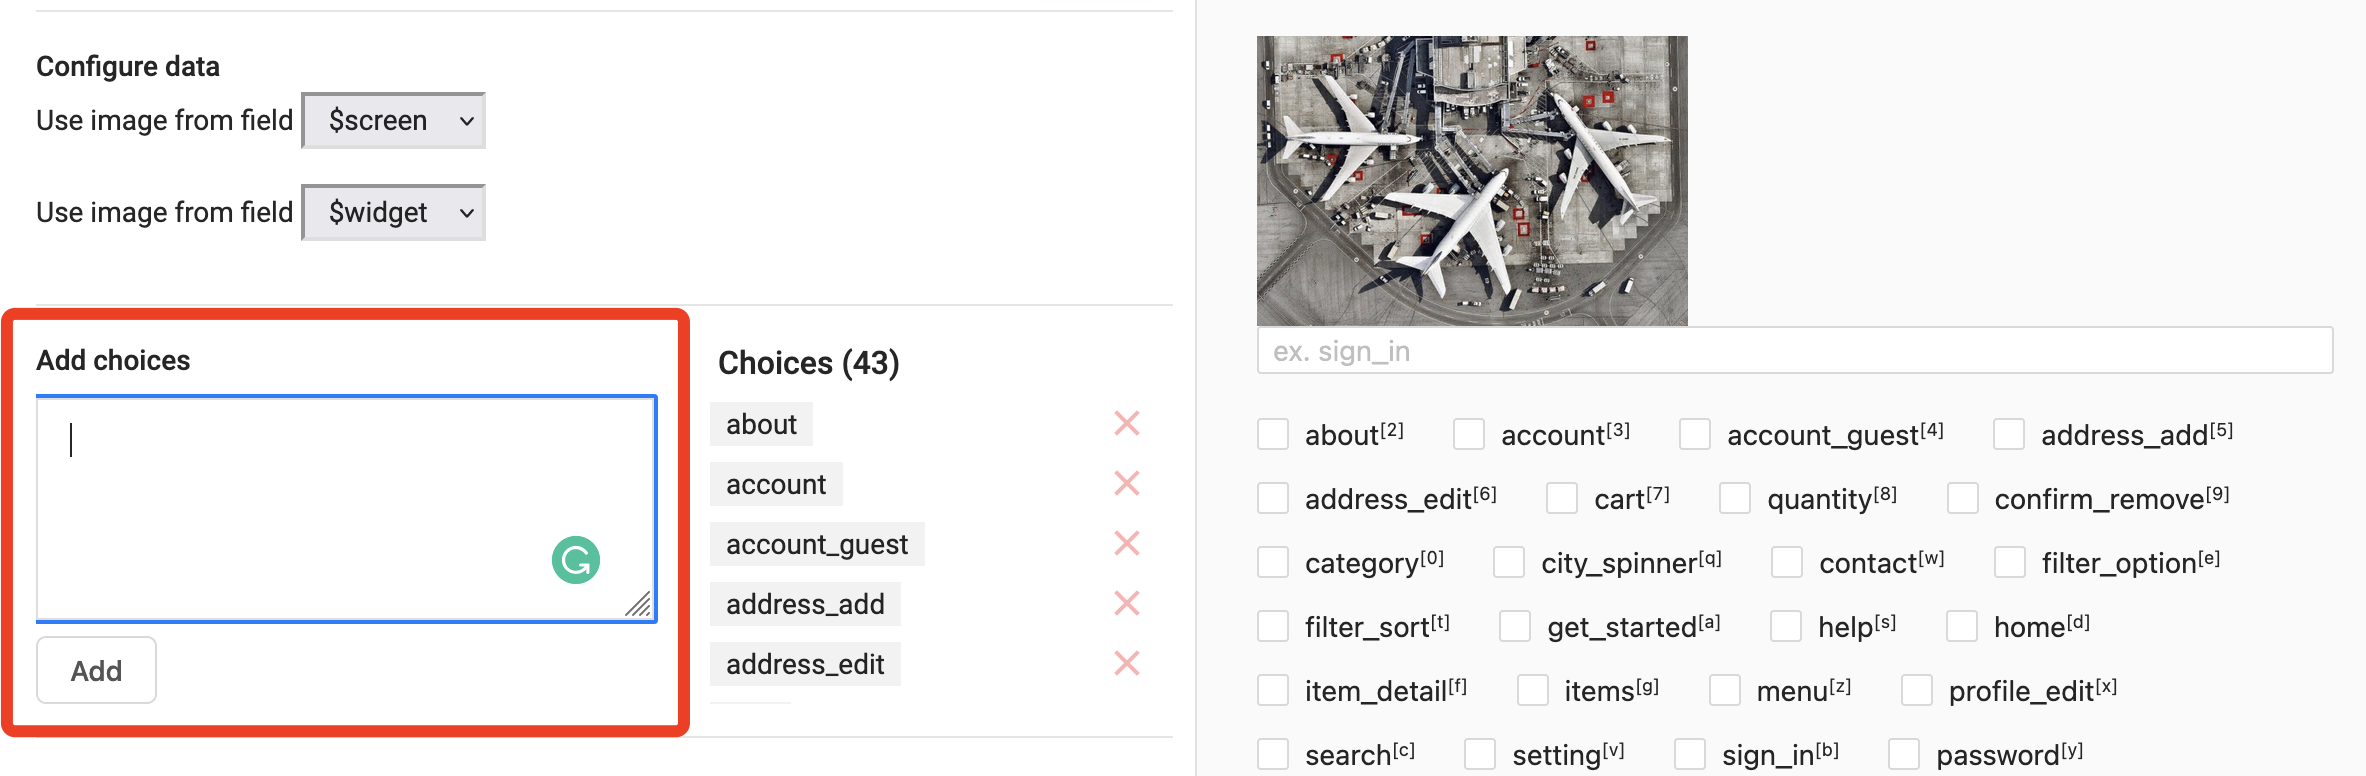 Configure data
Use image from field $screen
Use image from field $widget
Add choices
Add
Choices (43)
about
account
account_guest
address_add
address_edit
ex. sign_in
about[2] account[3] account_guest[4] address_add[5]
address_edit[6] cart[7] quantity[8] confirm_remove[9]
category[0] city_spinner[q] contact[w] filter_option[e]
filter_sort[t] get_started[a] help[s] home[d]
item_detail[f] items[g] menu[z] profile_edit[x]
search[c] setting[v] sign_in[b] password[y]